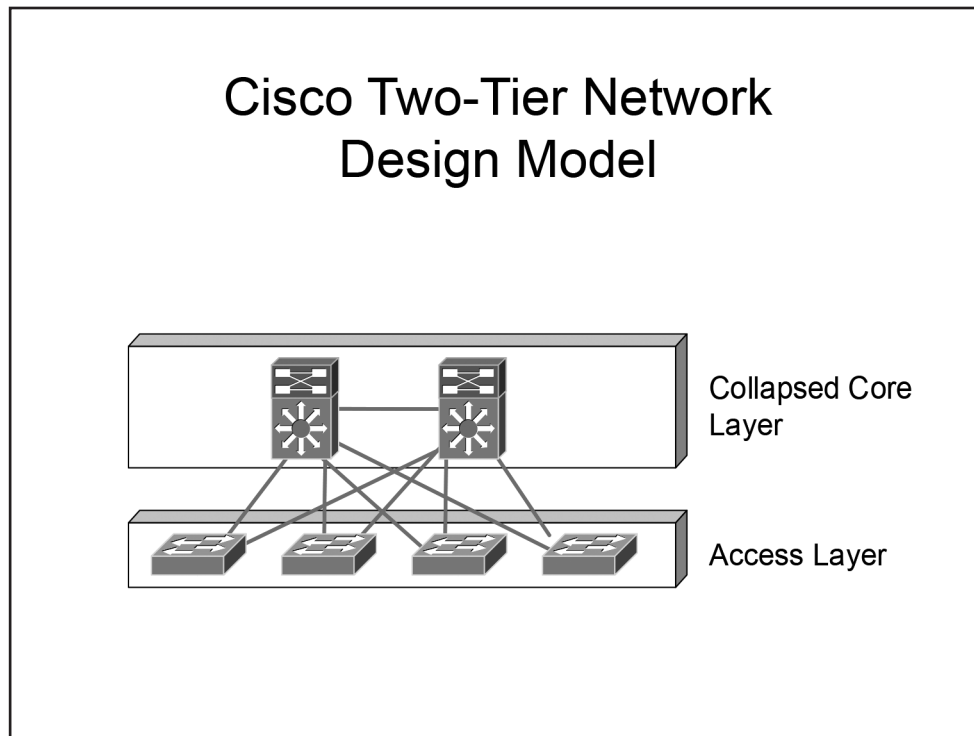 Cisco Two-Tier Network
Design Model
Collapsed Core
Layer
Access Layer